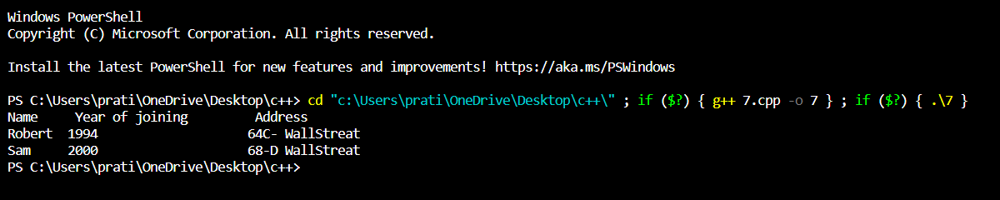 Windows PowerShell
Copyright (C) Microsoft Corporation. All rights reserved.
Install the latest PowerShell for new features and improvements! https://aka.ms/PSWindows
PS C:\Users\prati\OneDrive\Desktop\c++> cd "c:\Users\prati\OneDrive\Desktop\c++\" ; if ($?) { g++ 7.cpp -o 7 } ; if ($?) { .\7 }
Name     Year of joining         Address
Robert  1994                    64C- WallStreat
Sam     2000                    68-D WallStreat
PS C:\Users\prati\OneDrive\Desktop\c++>